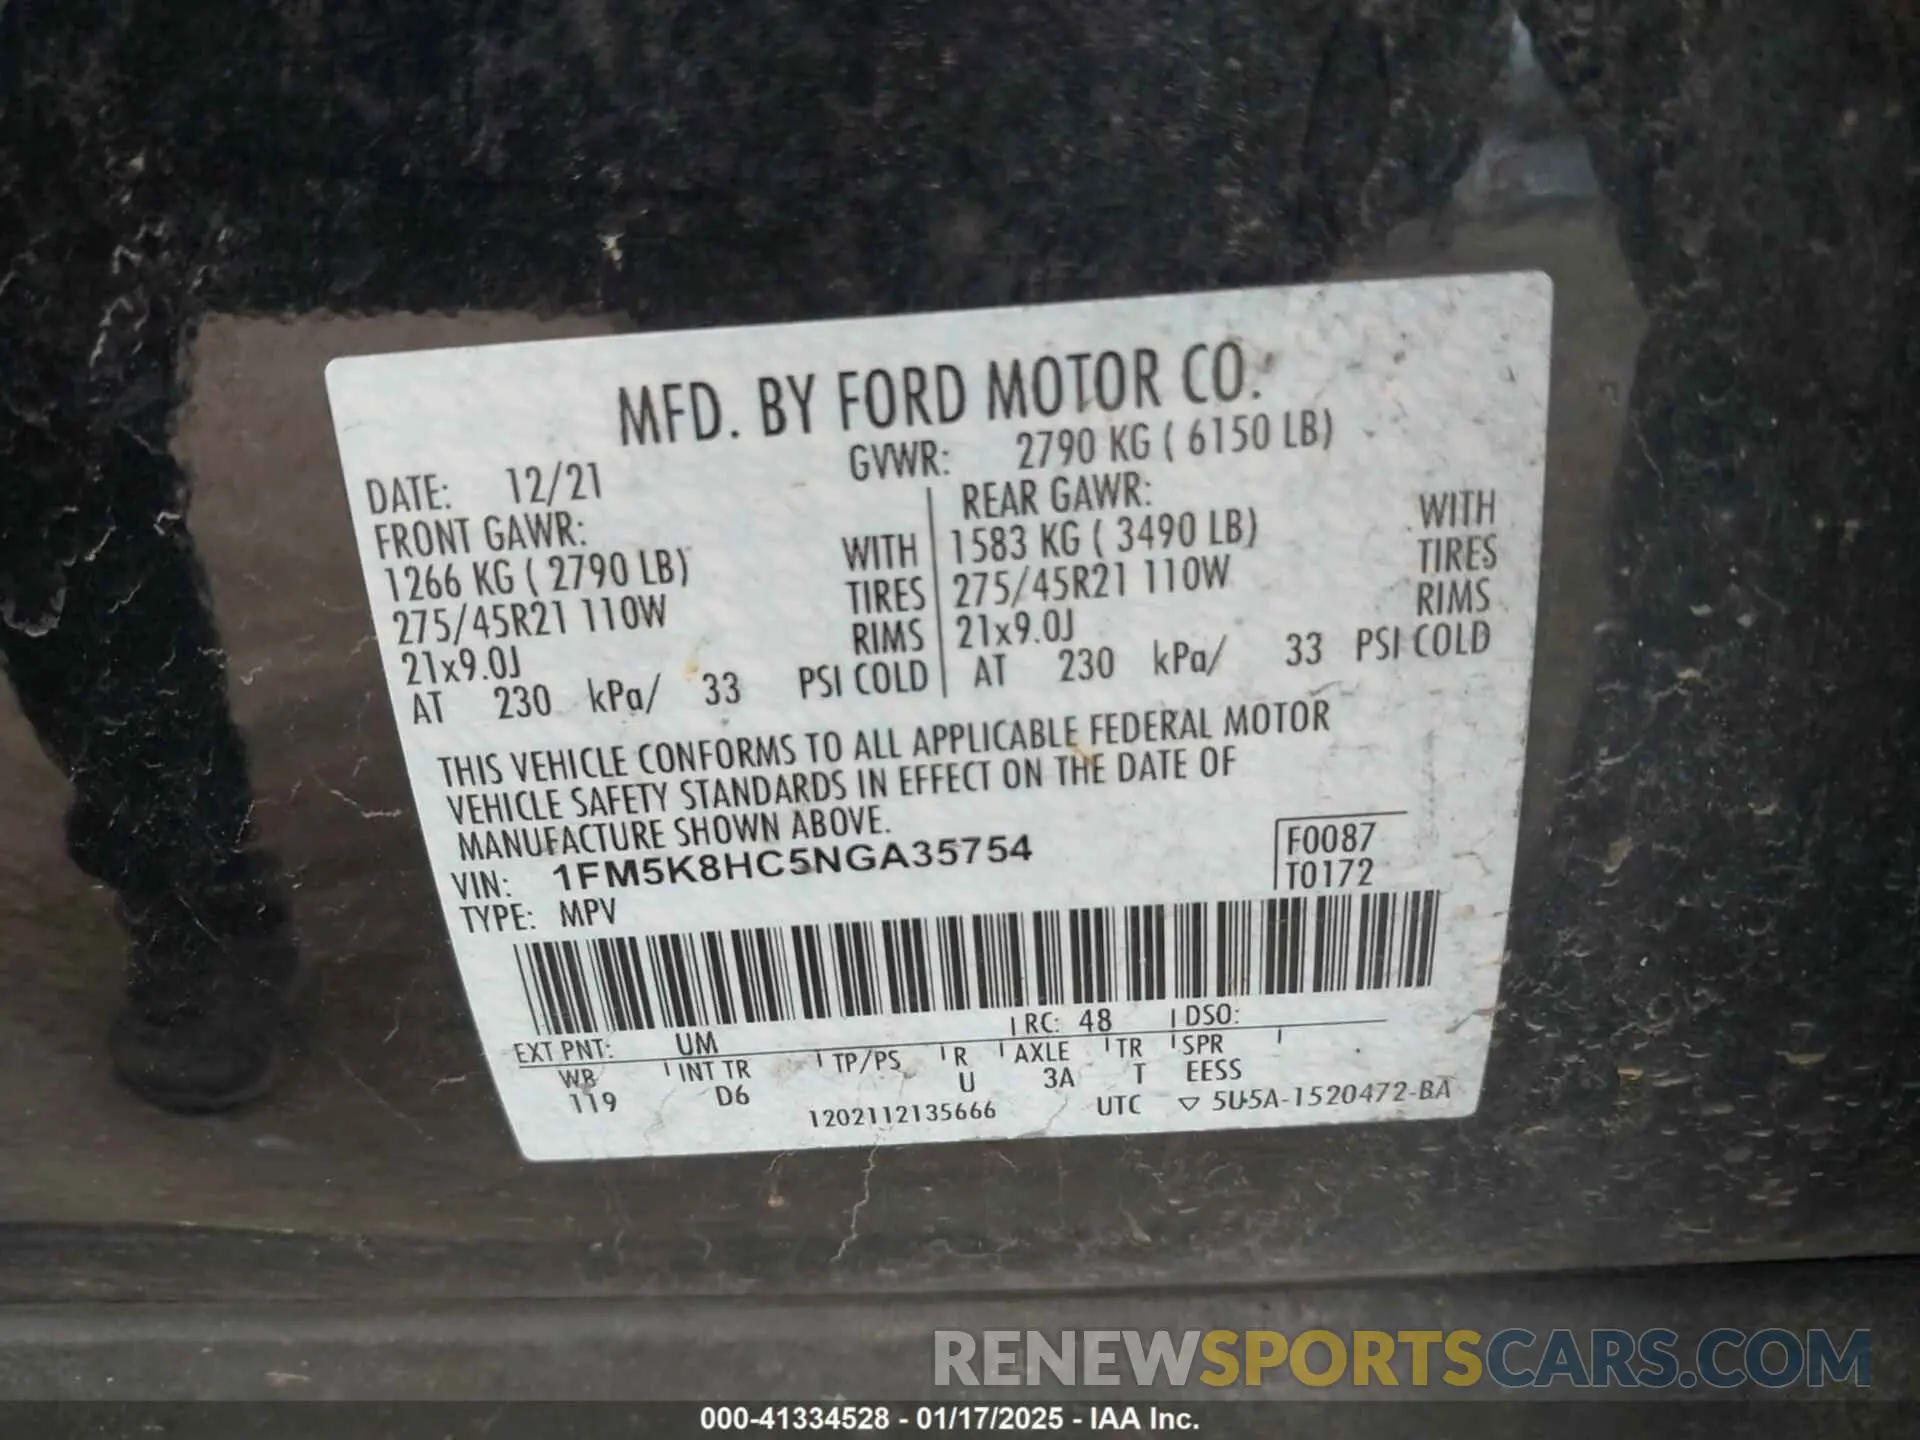 MFD. BY FORD MOTOR CO.
DATE: 12/21 GVWR: 2790 KG ( 6150 LB)
FRONT GAWR: REAR GAWR:
1266 KG ( 2790 LB) WITH 1583 KG ( 3490 LB) WITH
275/45R21 110W TIRES 275/45R21 110W TIRES
21x9.0J RIMS 21x9.0J RIMS
AT 230 kPa/ 33 PSI COLD AT 230 kPa/ 33 PSI COLD
THIS VEHICLE CONFORMS TO ALL APPLICABLE FEDERAL MOTOR
VEHICLE SAFETY STANDARDS IN EFFECT ON THE DATE OF
MANUFACTURE SHOWN ABOVE.
VIN: 1FM5K8HC5NGA35754 F0087
TYPE: MPV T0172
EXT PNT: UM RC: 48 DSO:
WB INT TR TP/PS R AXLE TR SPR
119 D6 U 3A T EESS
1202112135666 UTC ▽ 5U5A-1520472-BA
RENEWSPORTSCARS.COM
000-41334528 - 01/17/2025 - IAA Inc.